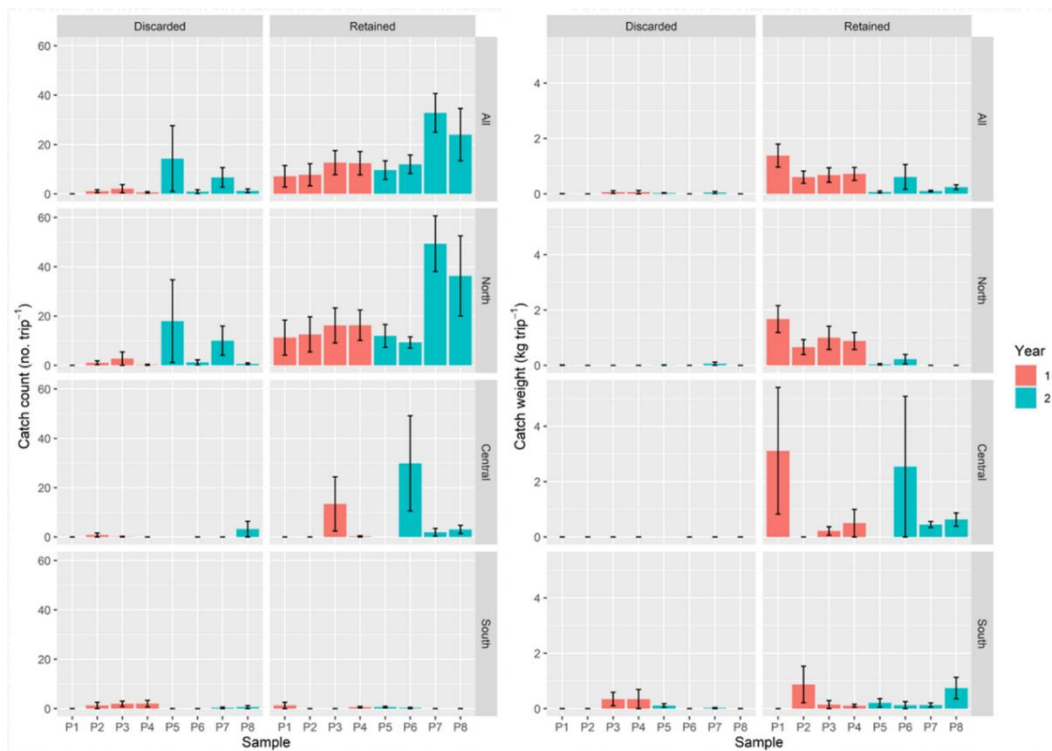 Discarded Retained
60
40
20
0
All
60
40
20
0
North
60
40
20
0
Central
60
40
20
0
South
Catch count (no. trip⁻¹)
P1 P2 P3 P4 P5 P6 P7 P8 P1 P2 P3 P4 P5 P6 P7 P8
Sample
Discarded Retained
4
2
0
All
4
2
0
North
4
2
0
Central
4
2
0
South
Catch weight (kg trip⁻¹)
P1 P2 P3 P4 P5 P6 P7 P8 P1 P2 P3 P4 P5 P6 P7 P8
Sample
Year
1
2